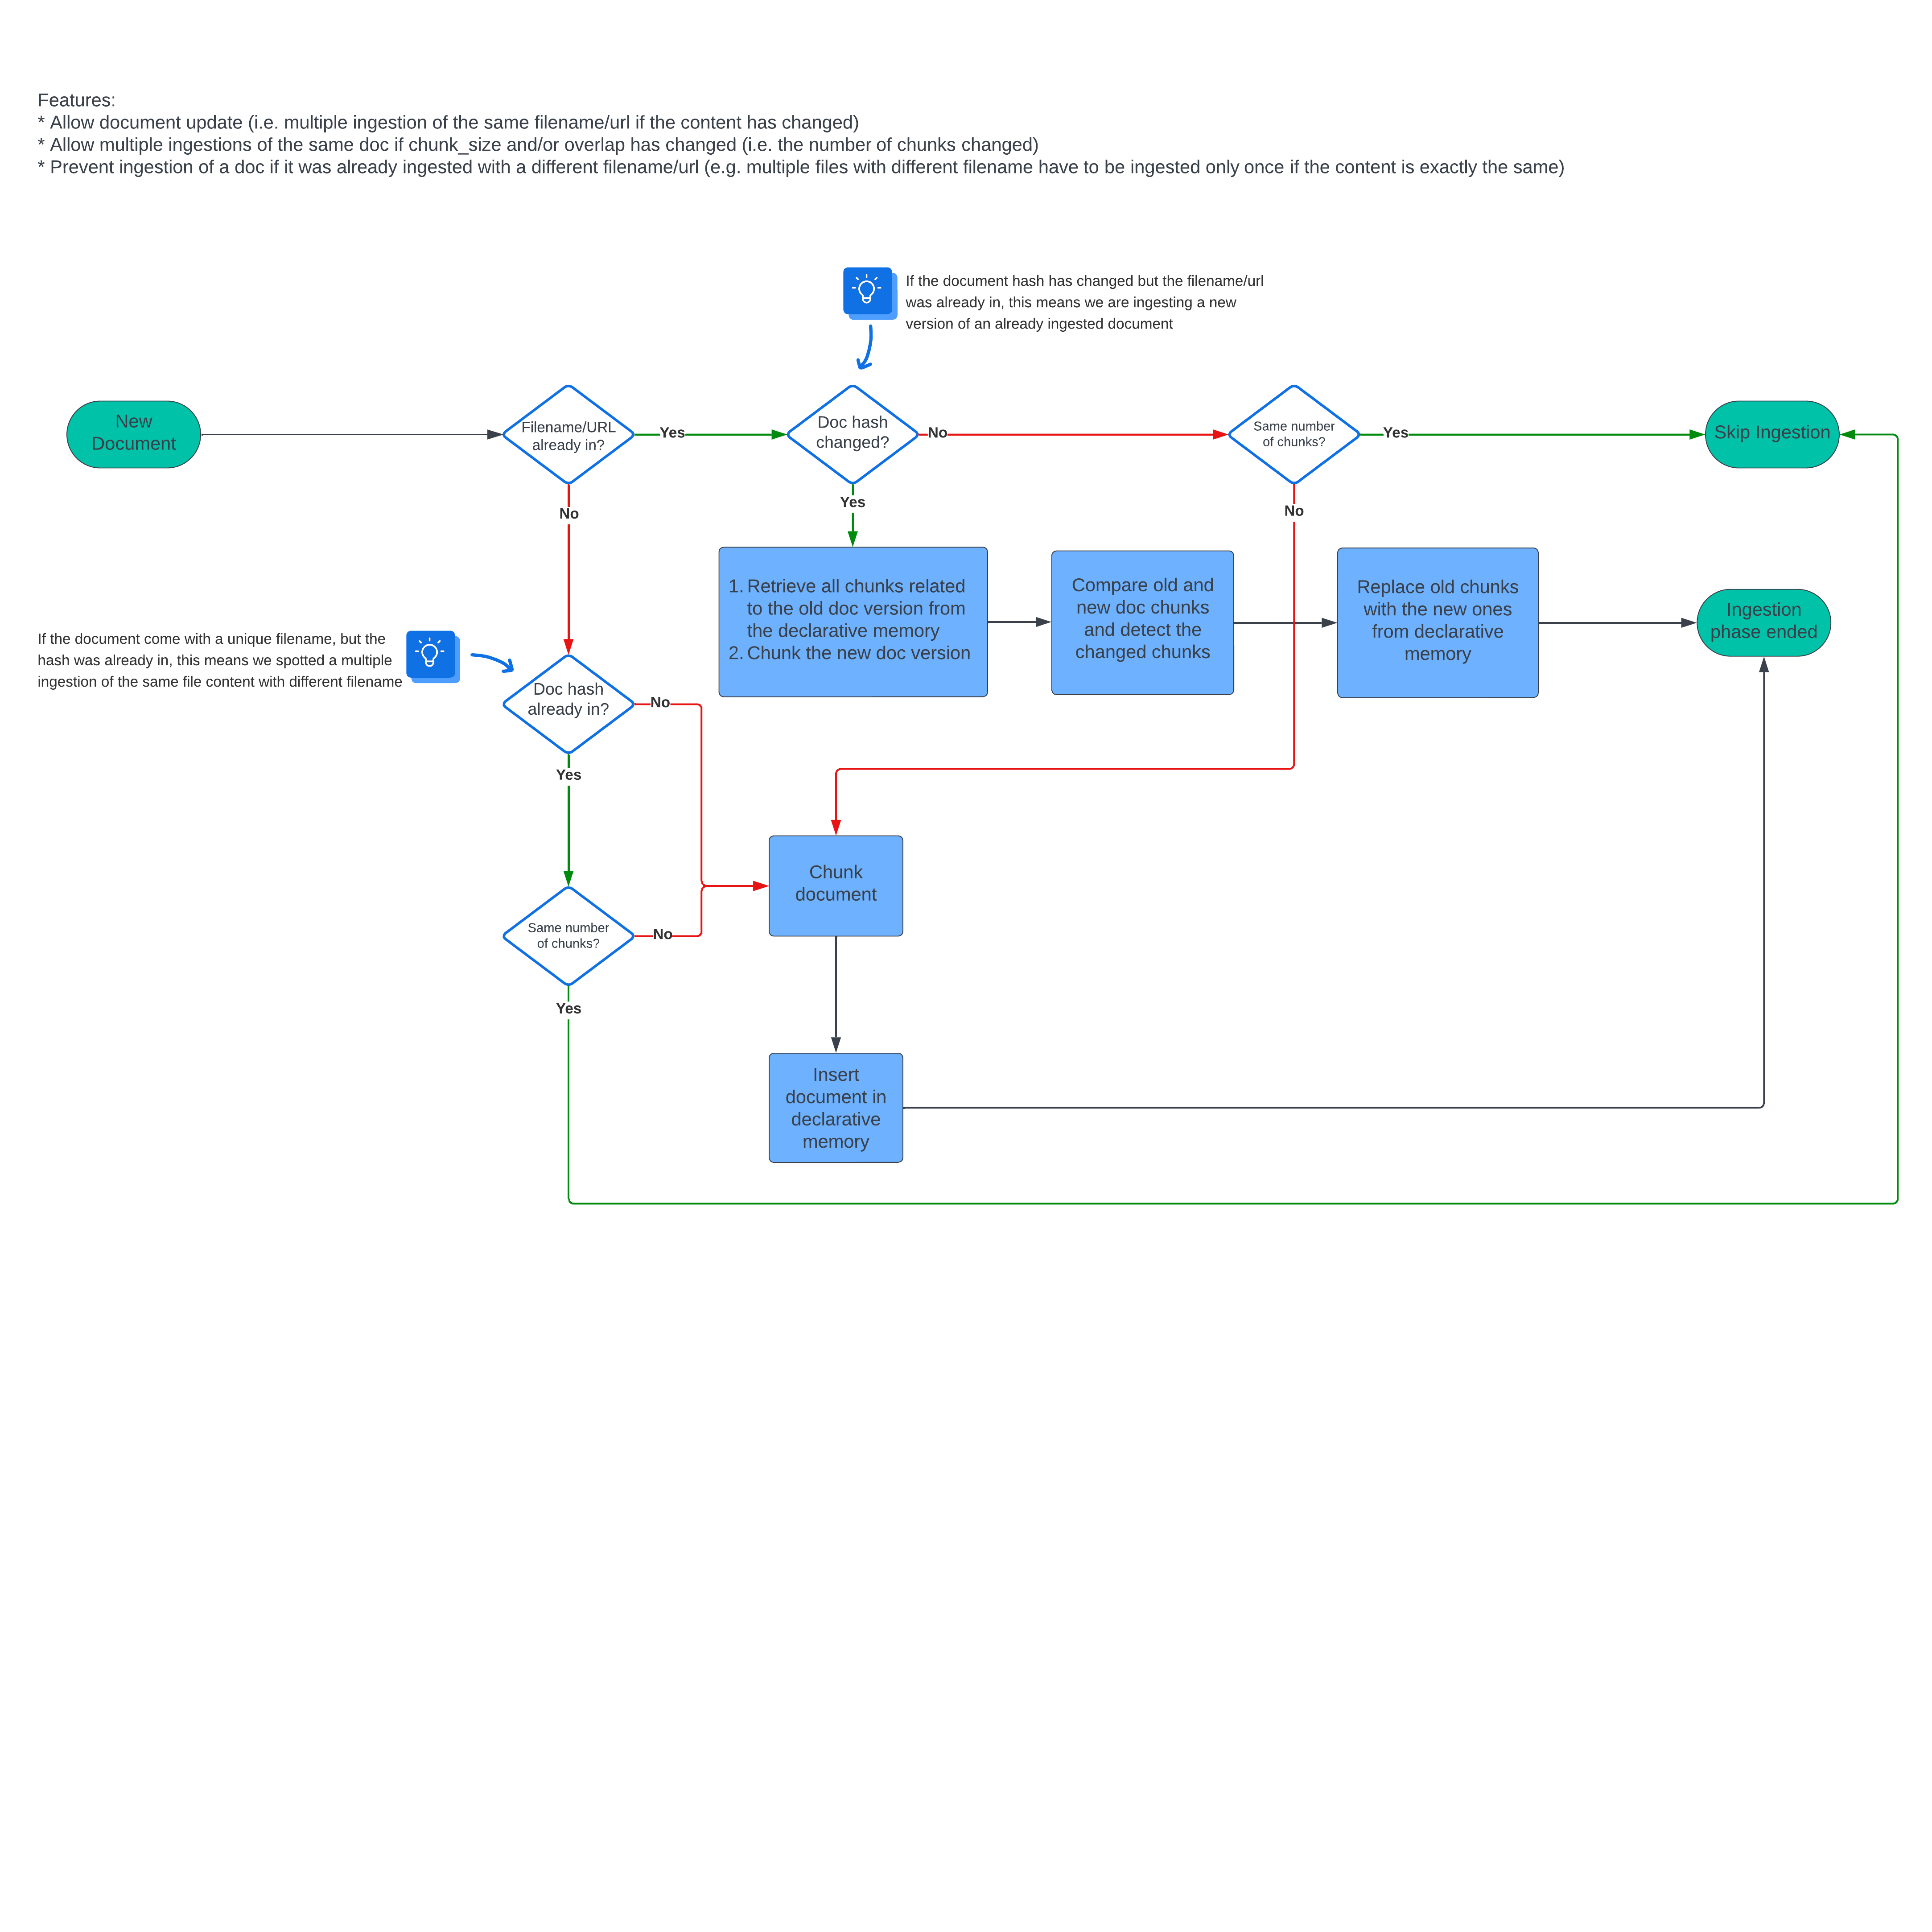 Features:
* Allow document update (i.e. multiple ingestion of the same filename/url if the content has changed)
* Allow multiple ingestions of the same doc if chunk_size and/or overlap has changed (i.e. the number of chunks changed)
* Prevent ingestion of a doc if it was already ingested with a different filename/url (e.g. multiple files with different filename have to be ingested only once if the content is exactly the same)
If the document hash has changed but the filename/url
was already in, this means we are ingesting a new
version of an already ingested document
New
Document
Filename/URL
already in?
Yes
Doc hash
changed?
No
Same number
of chunks?
Yes
Skip Ingestion
No
Yes
No
1. Retrieve all chunks related
to the old doc version from
the declarative memory
2. Chunk the new doc version
Compare old and
new doc chunks
and detect the
changed chunks
Replace old chunks
with the new ones
from declarative
memory
Ingestion
phase ended
If the document come with a unique filename, but the
hash was already in, this means we spotted a multiple
ingestion of the same file content with different filename
Doc hash
already in?
No
Yes
Chunk
document
Same number
of chunks?
No
Yes
Insert
document in
declarative
memory